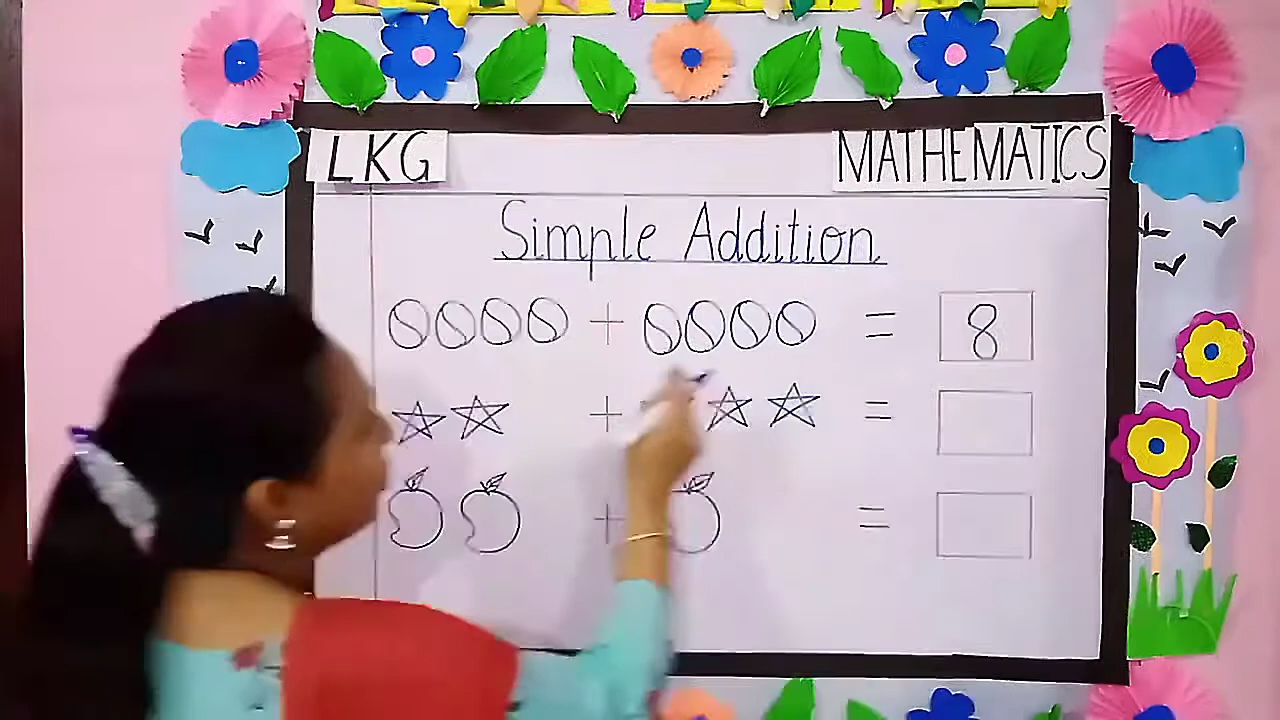 LKG
MATHEMATICS
Simple Addition
+ = 8
+ =
+ =